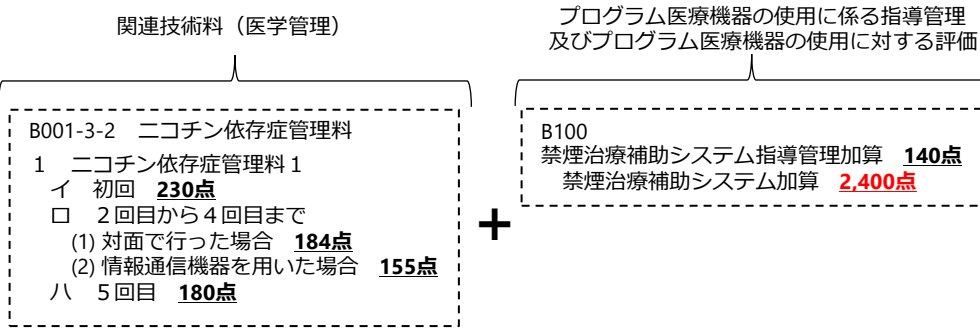 関連技術料（医学管理）
B001-3-2　ニコチン依存症管理料
１　ニコチン依存症管理料１
イ　初回　230点
ロ　２回目から４回目まで
(1) 対面で行った場合　184点
(2) 情報通信機器を用いた場合　155点
ハ　５回目　180点
+
プログラム医療機器の使用に係る指導管理
及びプログラム医療機器の使用に対する評価
B100
禁煙治療補助システム指導管理加算　140点
禁煙治療補助システム加算　2,400点